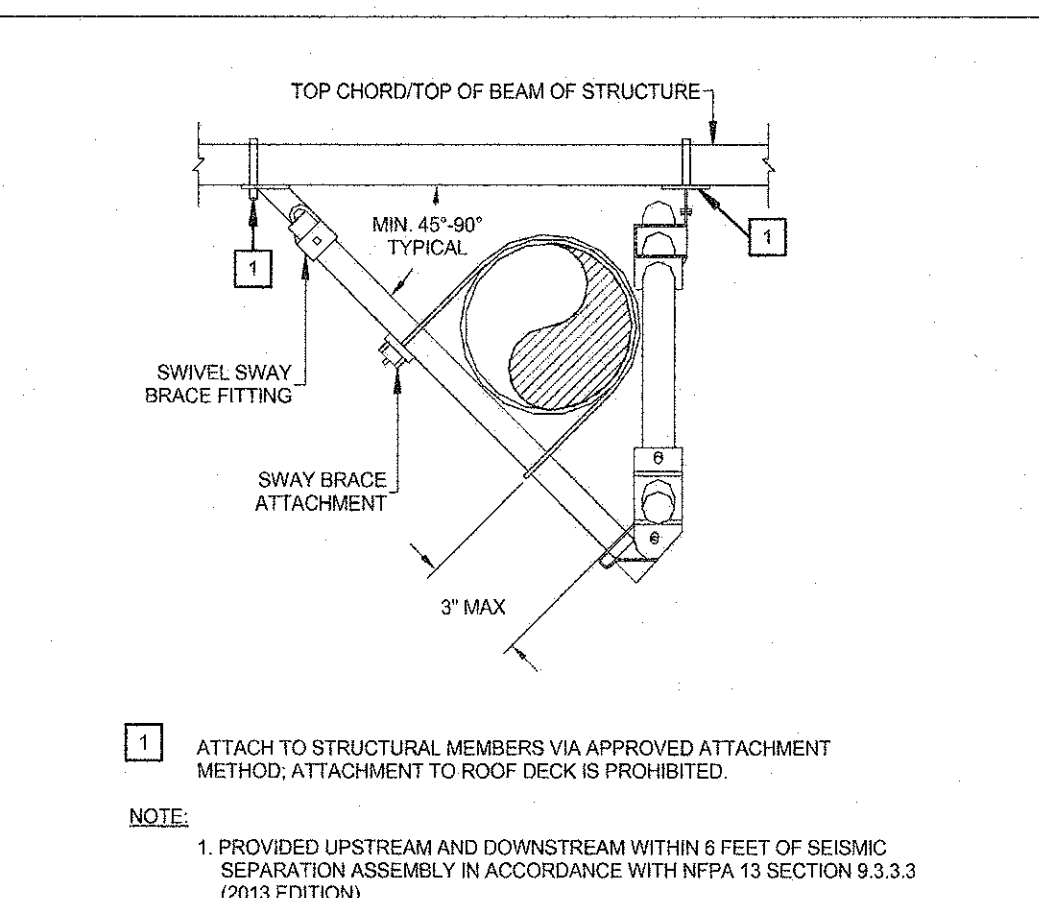 TOP CHORD/TOP OF BEAM OF STRUCTURE
MIN. 45°-90°
TYPICAL
1
1
SWIVEL SWAY
BRACE FITTING
SWAY BRACE
ATTACHMENT
6
6
3" MAX
1 ATTACH TO STRUCTURAL MEMBERS VIA APPROVED ATTACHMENT
METHOD; ATTACHMENT TO ROOF DECK IS PROHIBITED.
NOTE:
1. PROVIDED UPSTREAM AND DOWNSTREAM WITHIN 6 FEET OF SEISMIC
SEPARATION ASSEMBLY IN ACCORDANCE WITH NFPA 13 SECTION 9.3.3.3
(2013 EDITION)